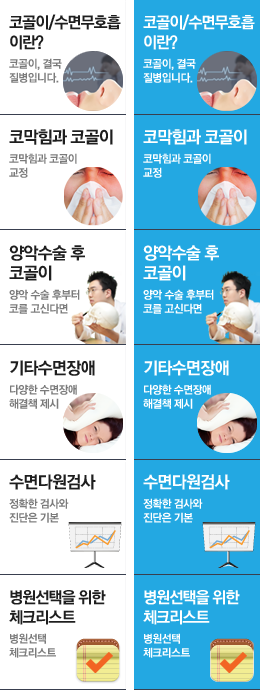 코골이/수면무호흡
이란?
코골이, 결국
질병입니다.
코막힘과 코골이
코막힘과 코골이
교정
양악수술 후
코골이
양악 수술 후부터
코를 고신다면
기타수면장애
다양한 수면장애
해결책 제시
수면다원검사
정확한 검사와
진단은 기본
병원선택을 위한
체크리스트
병원선택
체크리스트
코골이/수면무호흡
이란?
코골이, 결국
질병입니다.
코막힘과 코골이
코막힘과 코골이
교정
양악수술 후
코골이
양악 수술 후부터
코를 고신다면
기타수면장애
다양한 수면장애
해결책 제시
수면다원검사
정확한 검사와
진단은 기본
병원선택을 위한
체크리스트
병원선택
체크리스트